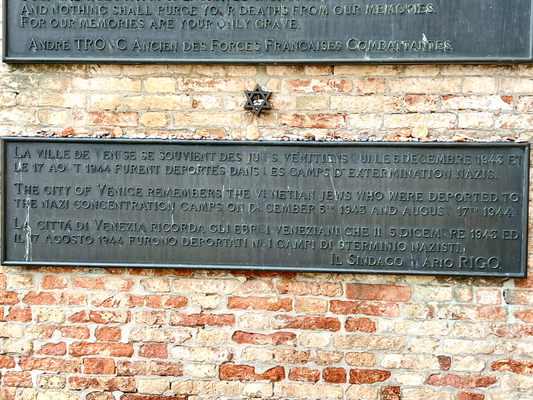 AND NOTHING SHALL PURGE YOUR DEATHS FROM OUR MEMORIES.
FOR OUR MEMORIES ARE YOUR ONLY GRAVE.
ANDRÉ TRONC ANCIEN DES FORCES FRANÇAISES COMBATTANTES.
LA VILLE DE VENISE SE SOUVIENT DES JUIFS VÉNITIENS QUI LE 5 DÉCEMBRE 1943 ET
LE 17 AOÛT 1944 FURENT DÉPORTÉS DANS LES CAMPS D'EXTERMINATION NAZIS.
THE CITY OF VENICE REMEMBERS THE VENETIAN JEWS WHO WERE DEPORTED TO
THE NAZI CONCENTRATION CAMPS ON DECEMBER 5TH 1943 AND AUGUST 17TH 1944.
LA CITTÁ DI VENEZIA RICORDA GLI EBREI VENEZIANI CHE IL 5 DICEMBRE 1943 ED
IL 17 AGOSTO 1944 FURONO DEPORTATI NEI CAMPI DI STERMINIO NAZISTI.
IL SINDACO MARIO RIGO.